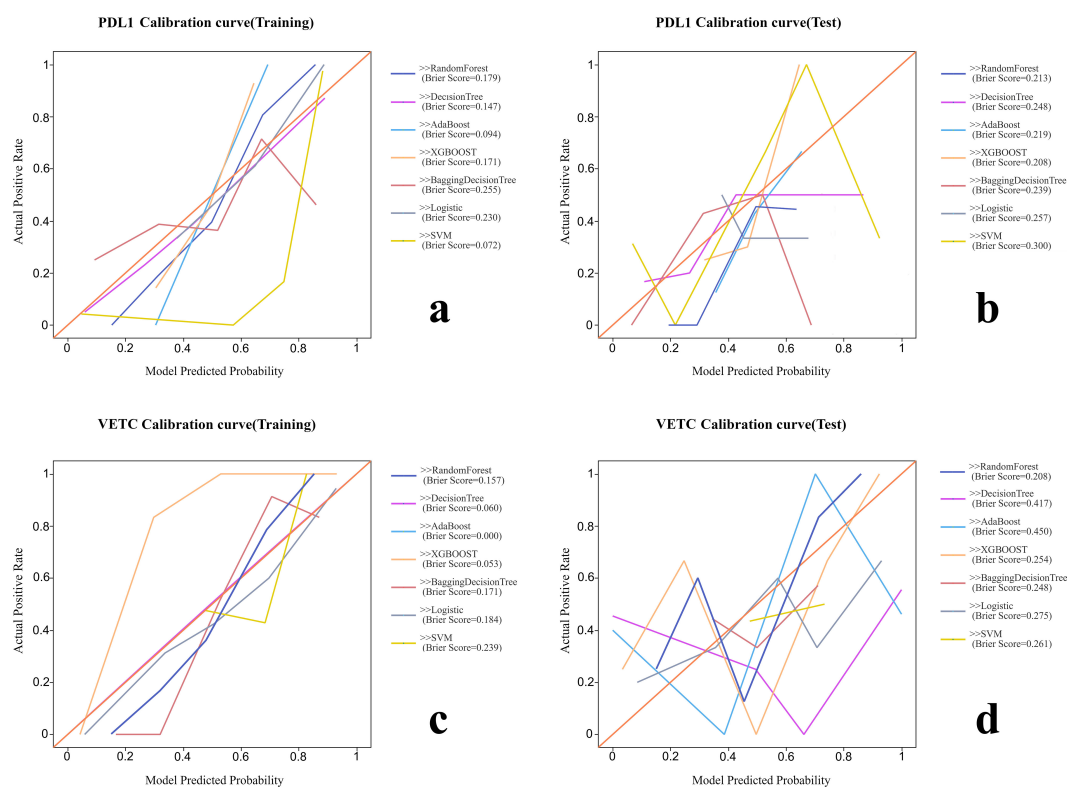 PDL1 Calibration curve(Training)
Actual Positive Rate
1
0.8
0.6
0.4
0.2
0
0 0.2 0.4 0.6 0.8 1
Model Predicted Probability
>>RandomForest
(Brier Score=0.179)
>>DecisionTree
(Brier Score=0.147)
>>AdaBoost
(Brier Score=0.094)
>>XGBOOST
(Brier Score=0.171)
>>BaggingDecisionTree
(Brier Score=0.255)
>>Logistic
(Brier Score=0.230)
>>SVM
(Brier Score=0.072)
a
PDL1 Calibration curve(Test)
Actual Positive Rate
1
0.8
0.6
0.4
0.2
0
0 0.2 0.4 0.6 0.8 1
Model Predicted Probability
>>RandomForest
(Brier Score=0.213)
>>DecisionTree
(Brier Score=0.248)
>>AdaBoost
(Brier Score=0.219)
>>XGBOOST
(Brier Score=0.208)
>>BaggingDecisionTree
(Brier Score=0.239)
>>Logistic
(Brier Score=0.257)
>>SVM
(Brier Score=0.300)
b
VETC Calibration curve(Training)
Actual Positive Rate
1
0.8
0.6
0.4
0.2
0
0 0.2 0.4 0.6 0.8 1
Model Predicted Probability
>>RandomForest
(Brier Score=0.157)
>>DecisionTree
(Brier Score=0.060)
>>AdaBoost
(Brier Score=0.000)
>>XGBOOST
(Brier Score=0.053)
>>BaggingDecisionTree
(Brier Score=0.171)
>>Logistic
(Brier Score=0.184)
>>SVM
(Brier Score=0.239)
c
VETC Calibration curve(Test)
Actual Positive Rate
1
0.8
0.6
0.4
0.2
0
0 0.2 0.4 0.6 0.8 1
Model Predicted Probability
>>RandomForest
(Brier Score=0.208)
>>DecisionTree
(Brier Score=0.417)
>>AdaBoost
(Brier Score=0.450)
>>XGBOOST
(Brier Score=0.254)
>>BaggingDecisionTree
(Brier Score=0.248)
>>Logistic
(Brier Score=0.275)
>>SVM
(Brier Score=0.261)
d